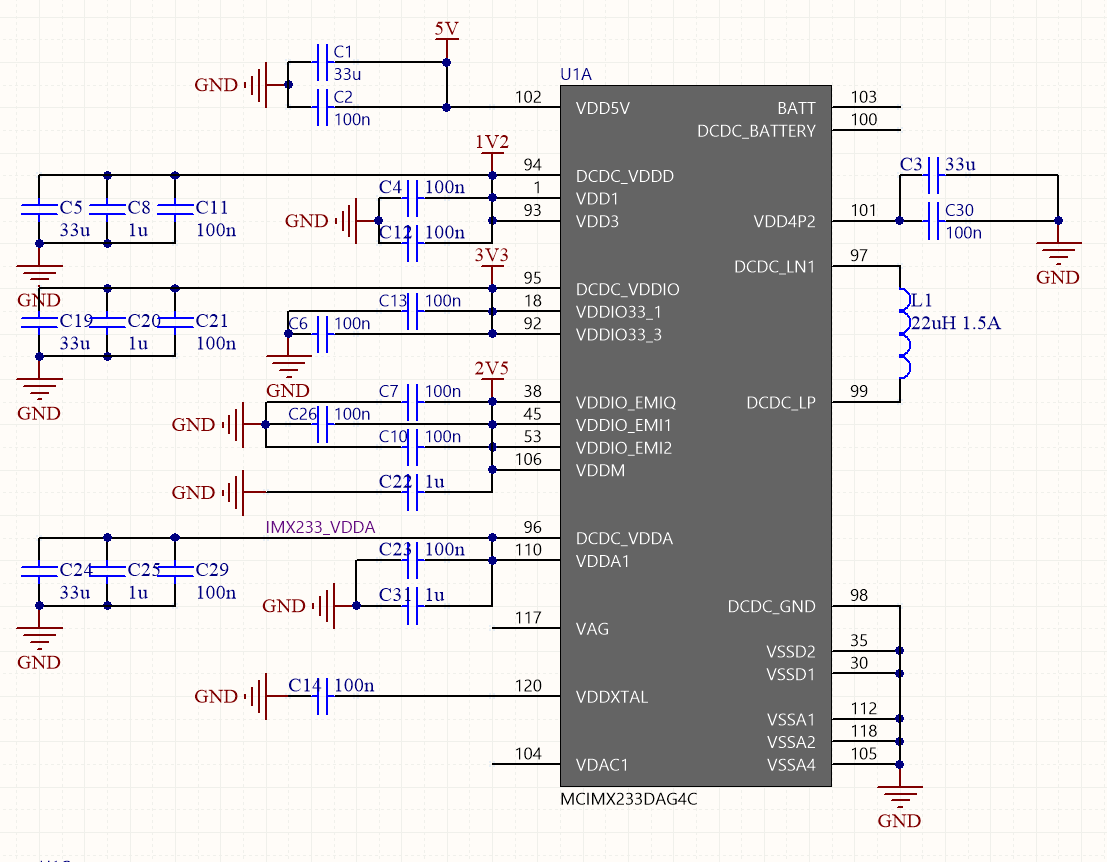 5V
C1
33u
GND
C2
100n
U1A
102
VDD5V
BATT
103
DCDC_BATTERY
100
1V2
94
DCDC_VDDD
C3 33u
C4 100n
1
VDD1
C5
33u
C8
1u
C11
100n
GND
93
VDD3
VDD4P2
101
C30
100n
C12 100n
3V3
DCDC_LN1
97
GND
95
DCDC_VDDIO
GND
C13 100n
18
VDDIO33_1
L1
22uH 1.5A
C19
33u
C20
1u
C21
100n
C6 100n
92
VDDIO33_3
2V5
GND
GND
C7 100n
38
VDDIO_EMIQ
DCDC_LP
99
GND
C26 100n
45
VDDIO_EMI1
C10 100n
53
VDDIO_EMI2
106
VDDM
GND
C22 1u
IMX233_VDDA
96
DCDC_VDDA
C23 100n
110
VDDA1
C24
33u
C25
1u
C29
100n
GND
C31 1u
DCDC_GND
98
117
VAG
GND
VSSD2
35
VSSD1
30
GND
C14 100n
120
VDDXTAL
VSSA1
112
VSSA2
118
104
VDAC1
VSSA4
105
MCIMX233DAG4C
GND